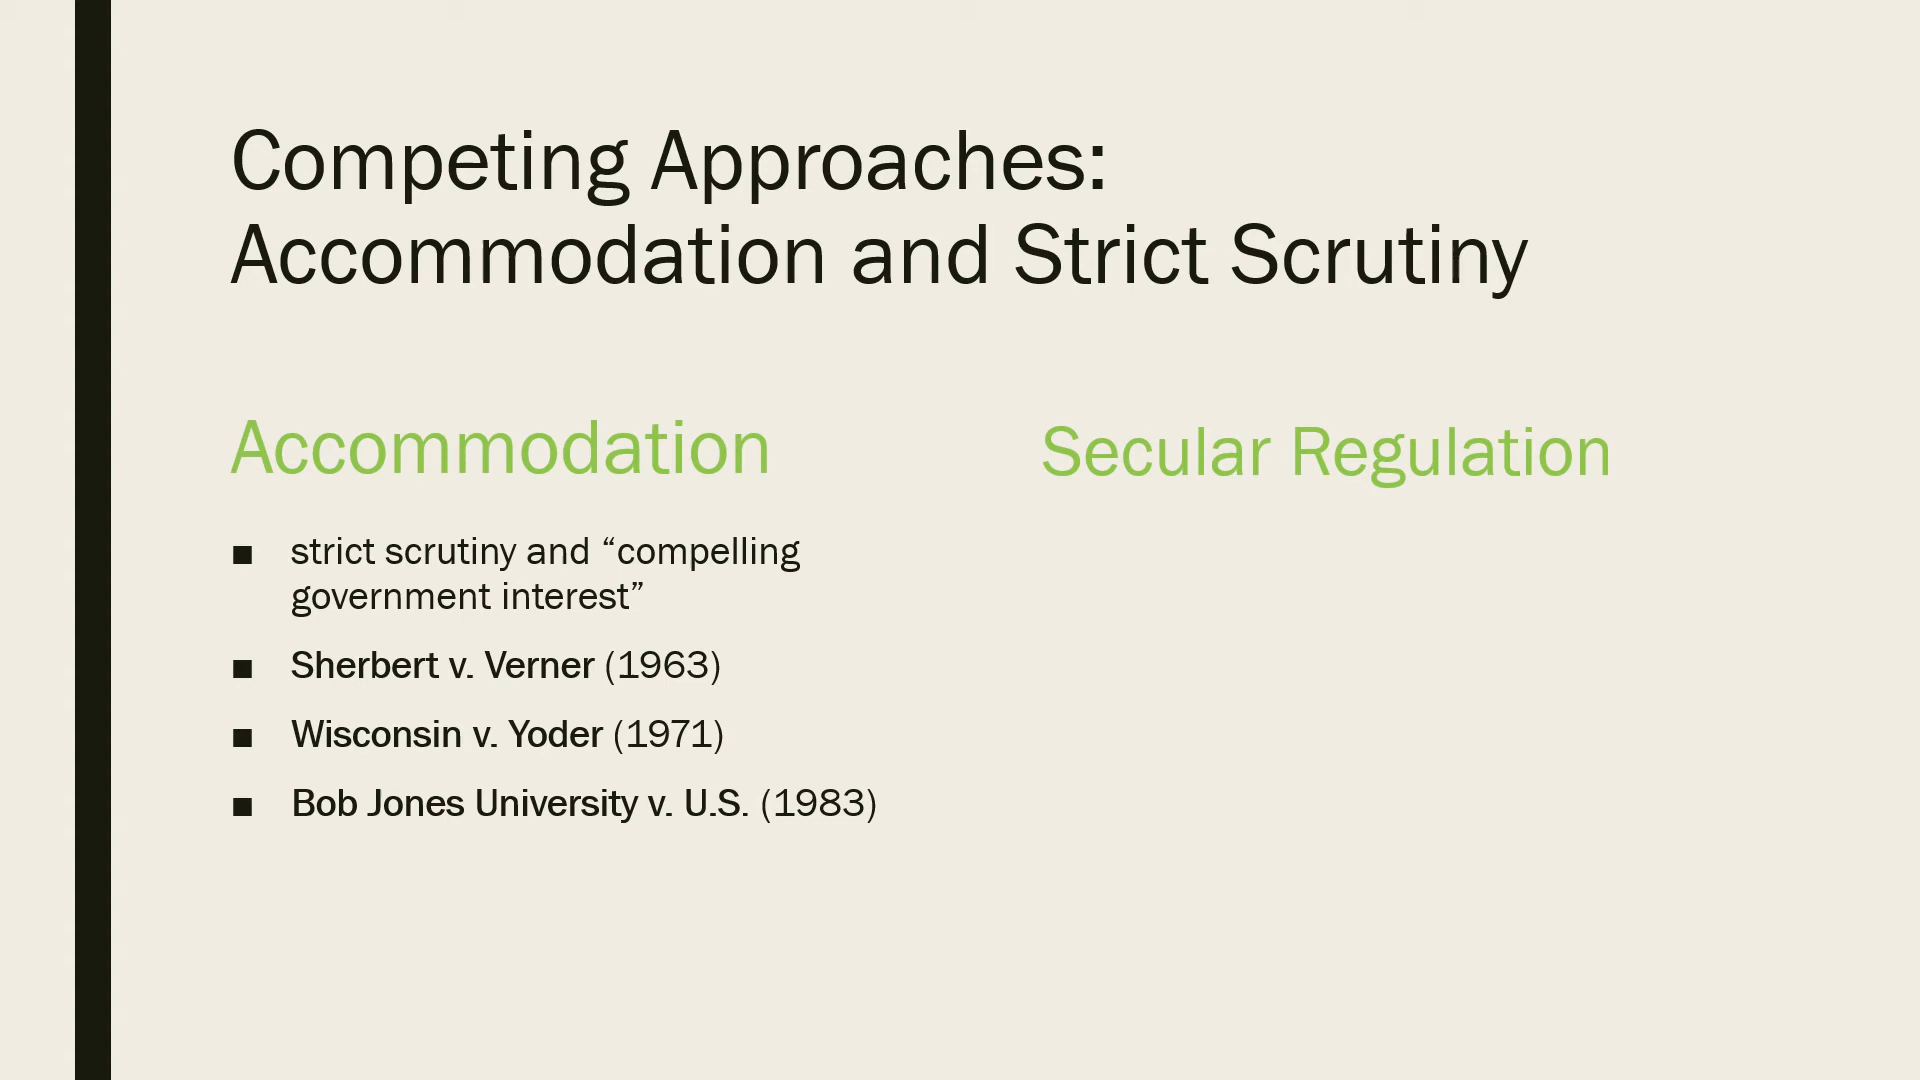 Competing Approaches:
Accommodation and Strict Scrutiny
Accommodation
■ strict scrutiny and “compelling
government interest”
■ Sherbert v. Verner (1963)
■ Wisconsin v. Yoder (1971)
■ Bob Jones University v. U.S. (1983)
Secular Regulation